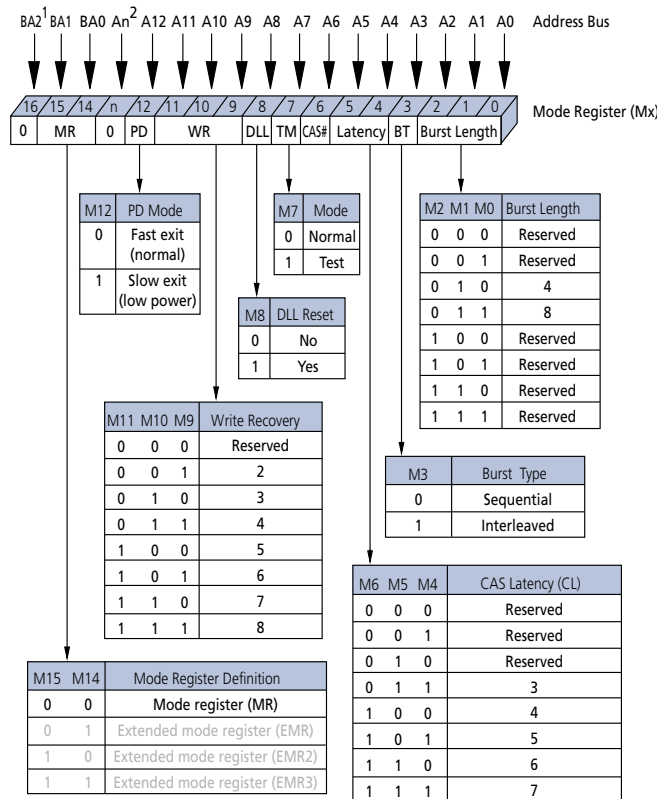 BA2¹ BA1 BA0 An² A12 A11 A10 A9 A8 A7 A6 A5 A4 A3 A2 A1 A0 Address Bus
16 15 14 n 12 11 10 9 8 7 6 5 4 3 2 1 0 Mode Register (Mx)
0 MR 0 PD WR DLL TM CAS# Latency BT Burst Length
M12 PD Mode
0 Fast exit
(normal)
1 Slow exit
(low power)
M7 Mode
0 Normal
1 Test
M2 M1 M0 Burst Length
0 0 0 Reserved
0 0 1 Reserved
0 1 0 4
0 1 1 8
1 0 0 Reserved
1 0 1 Reserved
1 1 0 Reserved
1 1 1 Reserved
M8 DLL Reset
0 No
1 Yes
M11 M10 M9 Write Recovery
0 0 0 Reserved
0 0 1 2
0 1 0 3
0 1 1 4
1 0 0 5
1 0 1 6
1 1 0 7
1 1 1 8
M3 Burst Type
0 Sequential
1 Interleaved
M6 M5 M4 CAS Latency (CL)
0 0 0 Reserved
0 0 1 Reserved
0 1 0 Reserved
0 1 1 3
1 0 0 4
1 0 1 5
1 1 0 6
1 1 1 7
M15 M14 Mode Register Definition
0 0 Mode register (MR)
0 1 Extended mode register (EMR)
1 0 Extended mode register (EMR2)
1 1 Extended mode register (EMR3)